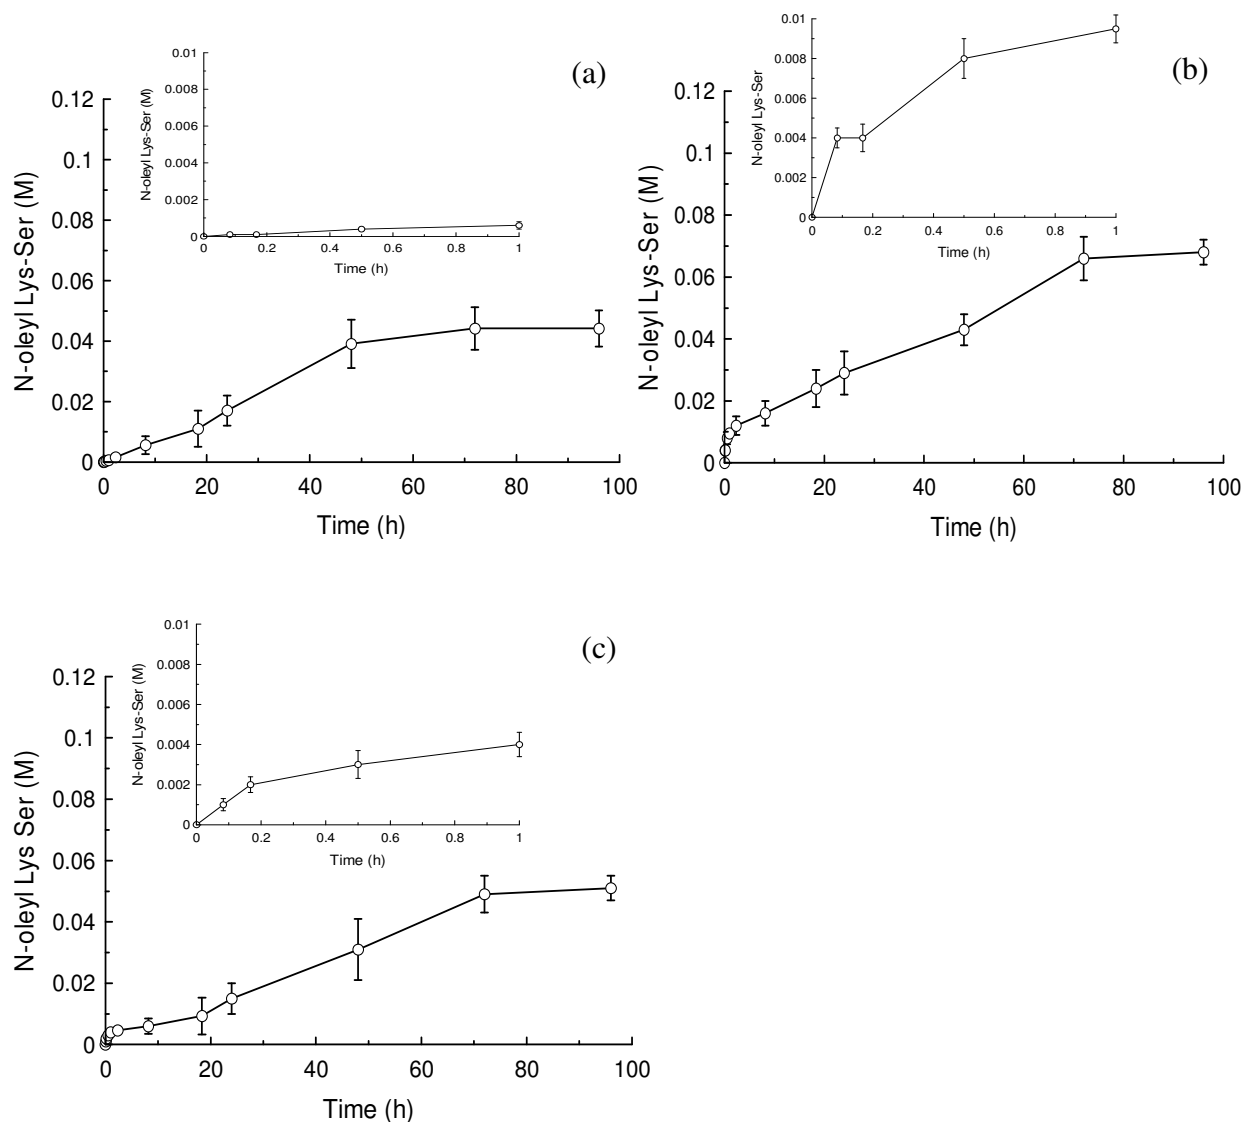 (a)
0.12
0.1
0.08
0.06
0.04
0.02
0
N-oleyl Lys-Ser (M)
0 20 40 60 80 100
Time (h)
0.01
0.008
0.006
0.004
0.002
0
N-oleyl Lys-Ser (M)
0 0.2 0.4 0.6 0.8 1
Time (h)
(b)
0.12
0.1
0.08
0.06
0.04
0.02
0
N-oleyl Lys-Ser (M)
0 20 40 60 80 100
Time (h)
0.01
0.008
0.006
0.004
0.002
0
N-oleyl Lys-Ser
0 0.2 0.4 0.6 0.8 1
Time (h)
(c)
0.12
0.1
0.08
0.06
0.04
0.02
0
N-oleyl Lys Ser (M)
0 20 40 60 80 100
Time (h)
0.01
0.008
0.006
0.004
0.002
0
N-oleyl Lys-Ser (M)
0 0.2 0.4 0.6 0.8 1
Time (h)